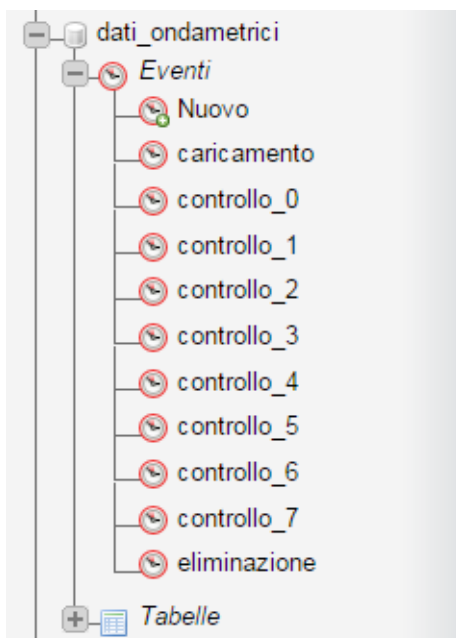 dati_ondametrici
Eventi
Nuovo
caricamento
controllo_0
controllo_1
controllo_2
controllo_3
controllo_4
controllo_5
controllo_6
controllo_7
eliminazione
Tabelle